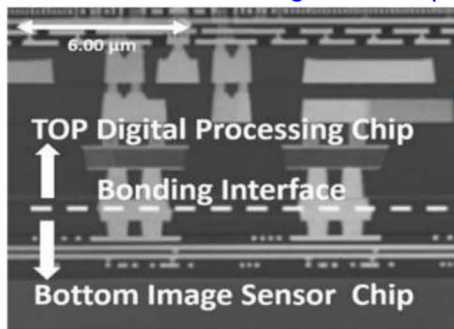 6.00 µm
TOP Digital Processing Chip
Bonding Interface
Bottom Image Sensor Chip